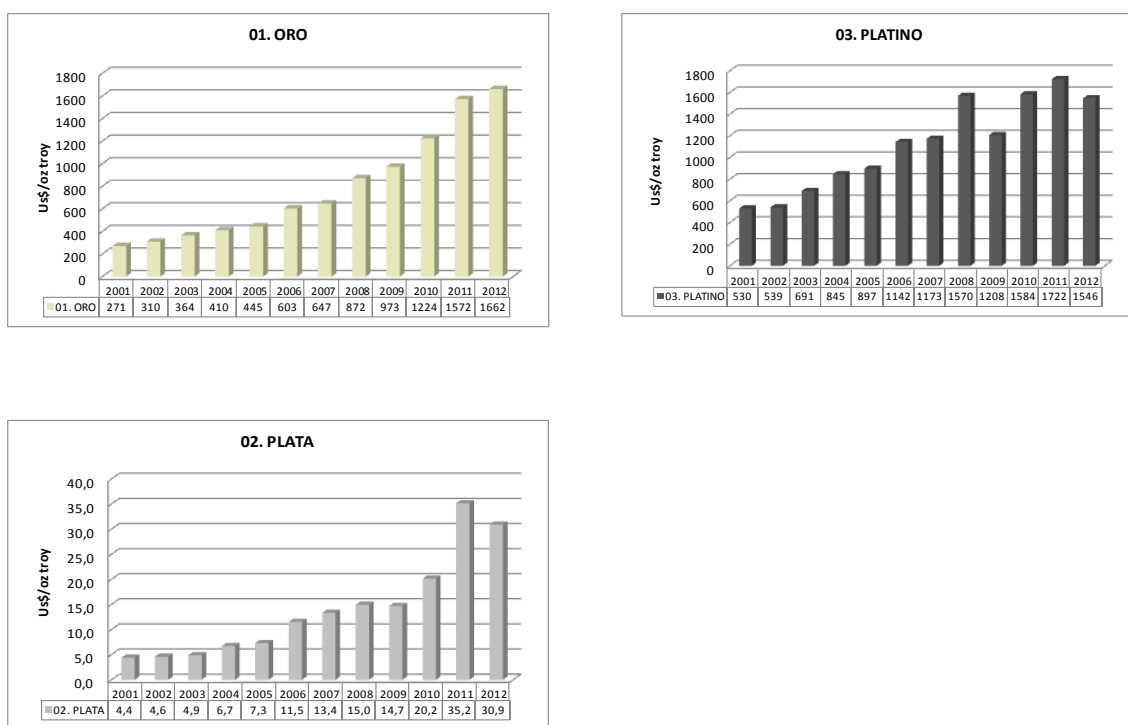 01. ORO
Us$/oz troy
1800
1600
1400
1200
1000
800
600
400
200
0
2001 2002 2003 2004 2005 2006 2007 2008 2009 2010 2011 2012
01. ORO 271 310 364 410 445 603 647 872 973 1224 1572 1662
03. PLATINO
Us$/oz troy
1800
1600
1400
1200
1000
800
600
400
200
0
2001 2002 2003 2004 2005 2006 2007 2008 2009 2010 2011 2012
03. PLATINO 530 539 691 845 897 1142 1173 1570 1208 1584 1722 1546
02. PLATA
Us$/oz troy
40,0
35,0
30,0
25,0
20,0
15,0
10,0
5,0
0,0
2001 2002 2003 2004 2005 2006 2007 2008 2009 2010 2011 2012
02. PLATA 4,4 4,6 4,9 6,7 7,3 11,5 13,4 15,0 14,7 20,2 35,2 30,9